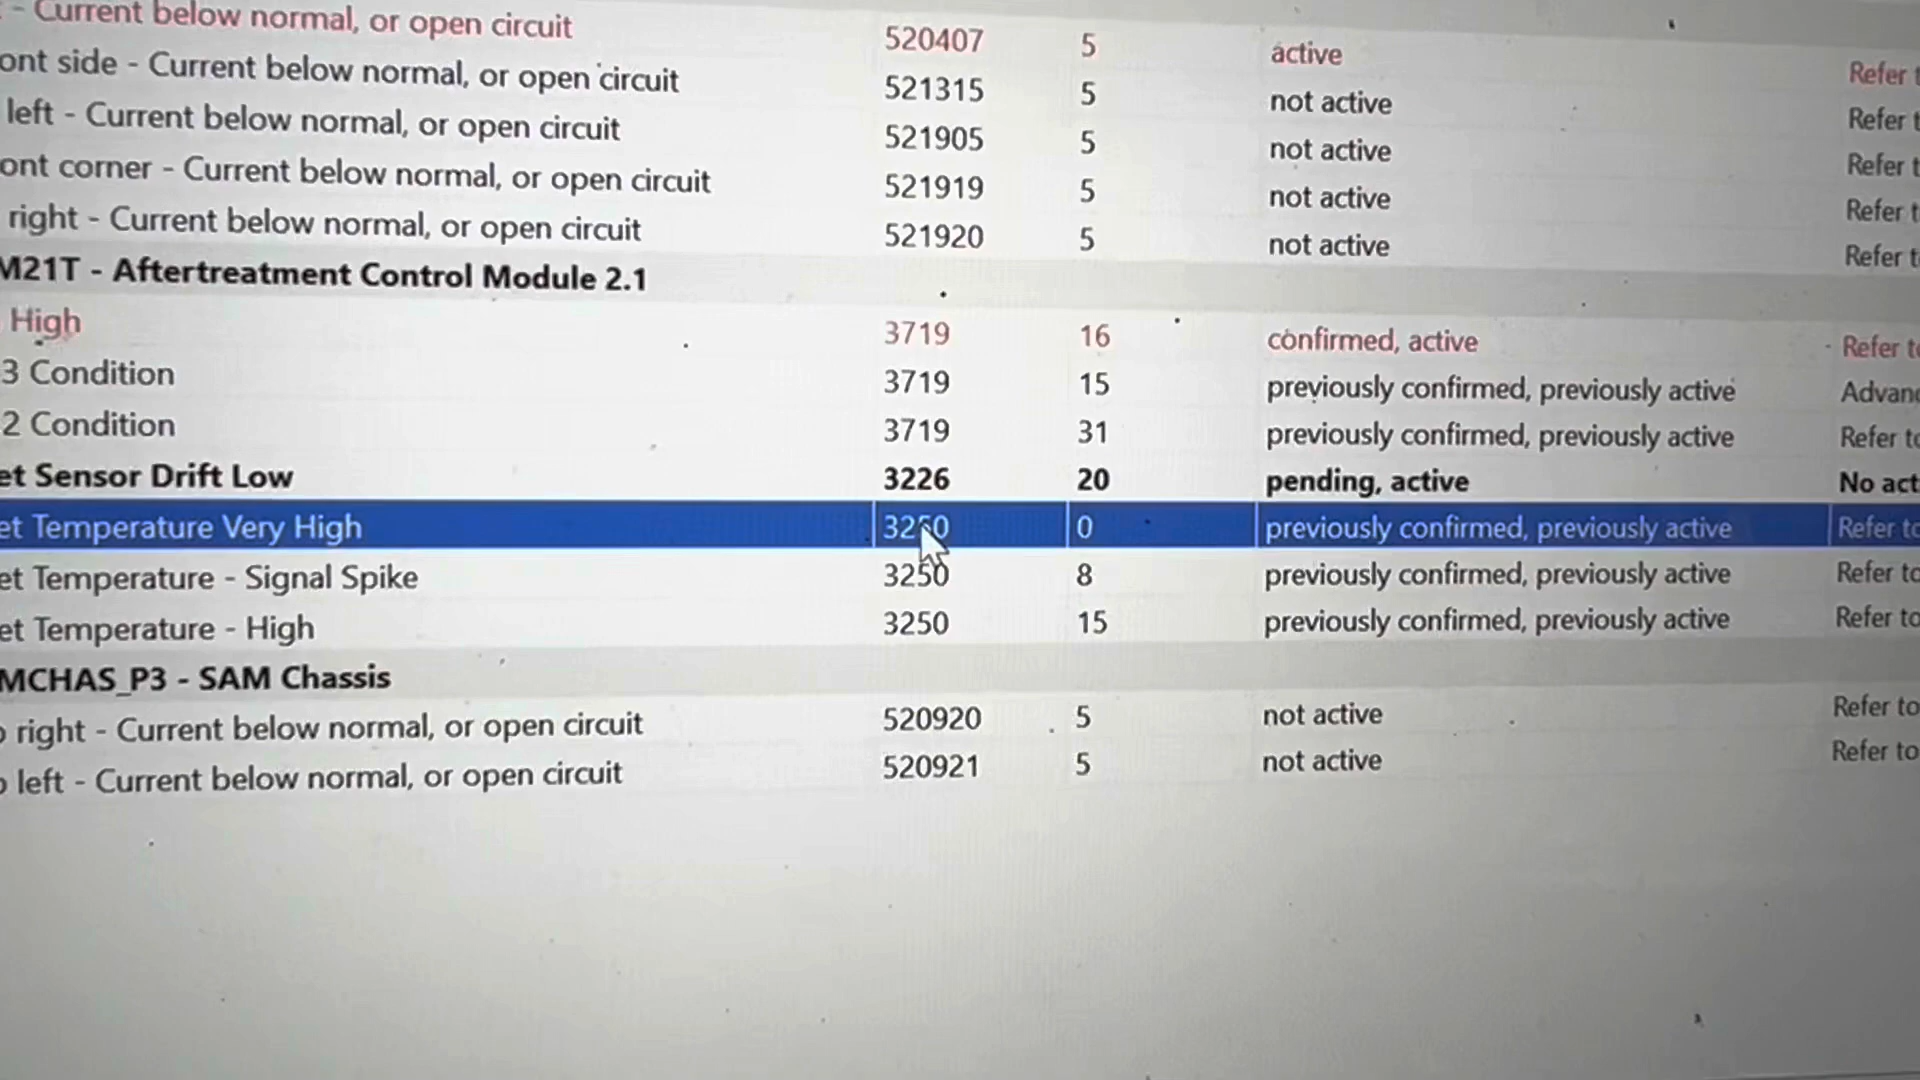 - Current below normal, or open circuit 520407 5 active Refer t
ont side - Current below normal, or open circuit 521315 5 not active Refer t
left - Current below normal, or open circuit 521905 5 not active Refer t
ont corner - Current below normal, or open circuit 521919 5 not active Refer t
right - Current below normal, or open circuit 521920 5 not active Refer t
M21T - Aftertreatment Control Module 2.1
High 3719 16 confirmed, active Refer to
3 Condition 3719 15 previously confirmed, previously active Advanc
2 Condition 3719 31 previously confirmed, previously active Refer to
et Sensor Drift Low 3226 20 pending, active No act
et Temperature Very High 3250 0 previously confirmed, previously active Refer to
et Temperature - Signal Spike 3250 8 previously confirmed, previously active Refer to
et Temperature - High 3250 15 previously confirmed, previously active Refer to
MCHAS_P3 - SAM Chassis
o right - Current below normal, or open circuit 520920 5 not active Refer to
o left - Current below normal, or open circuit 520921 5 not active Refer to